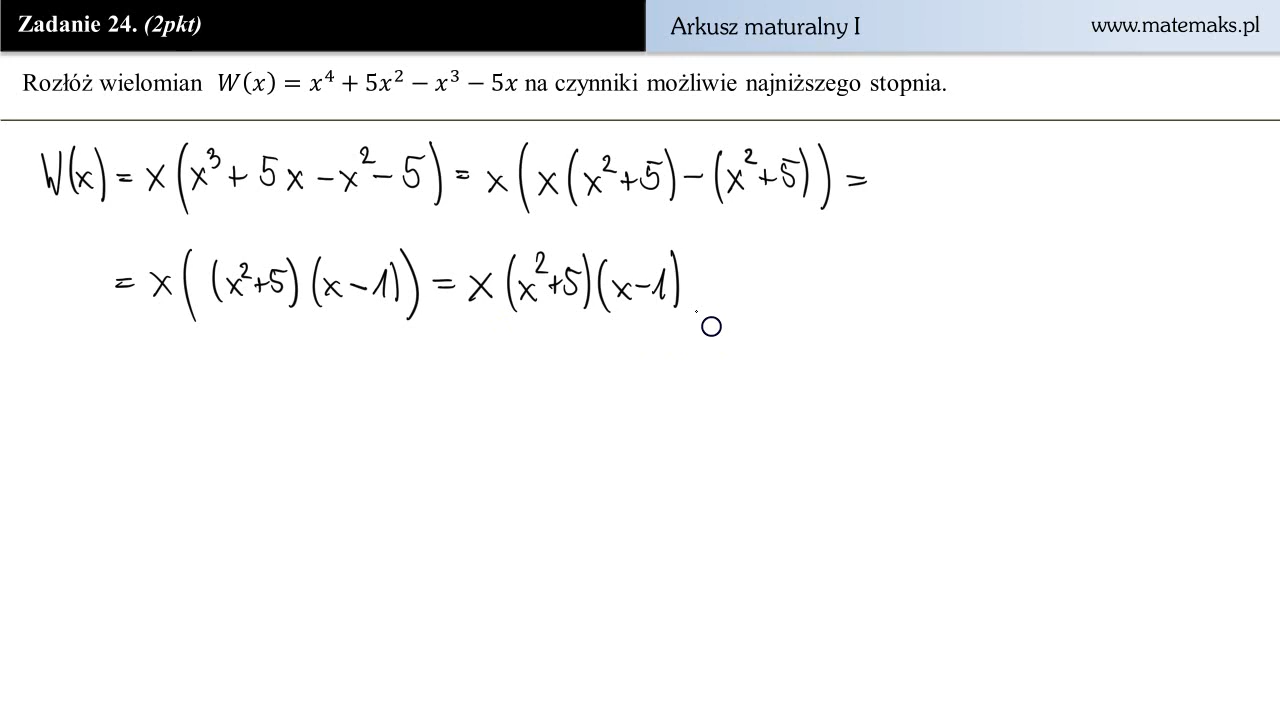 Zadanie 24. (2pkt)
Arkusz maturalny I
www.matemaks.pl
Rozłóż wielomian W(x) = x⁴ + 5x² − x³ − 5x na czynniki możliwie najniższego stopnia.
W(x) = x(x³ + 5x − x² − 5) = x(x(x²+5) − (x²+5)) =
= x((x²+5)(x−1)) = x(x²+5)(x−1)